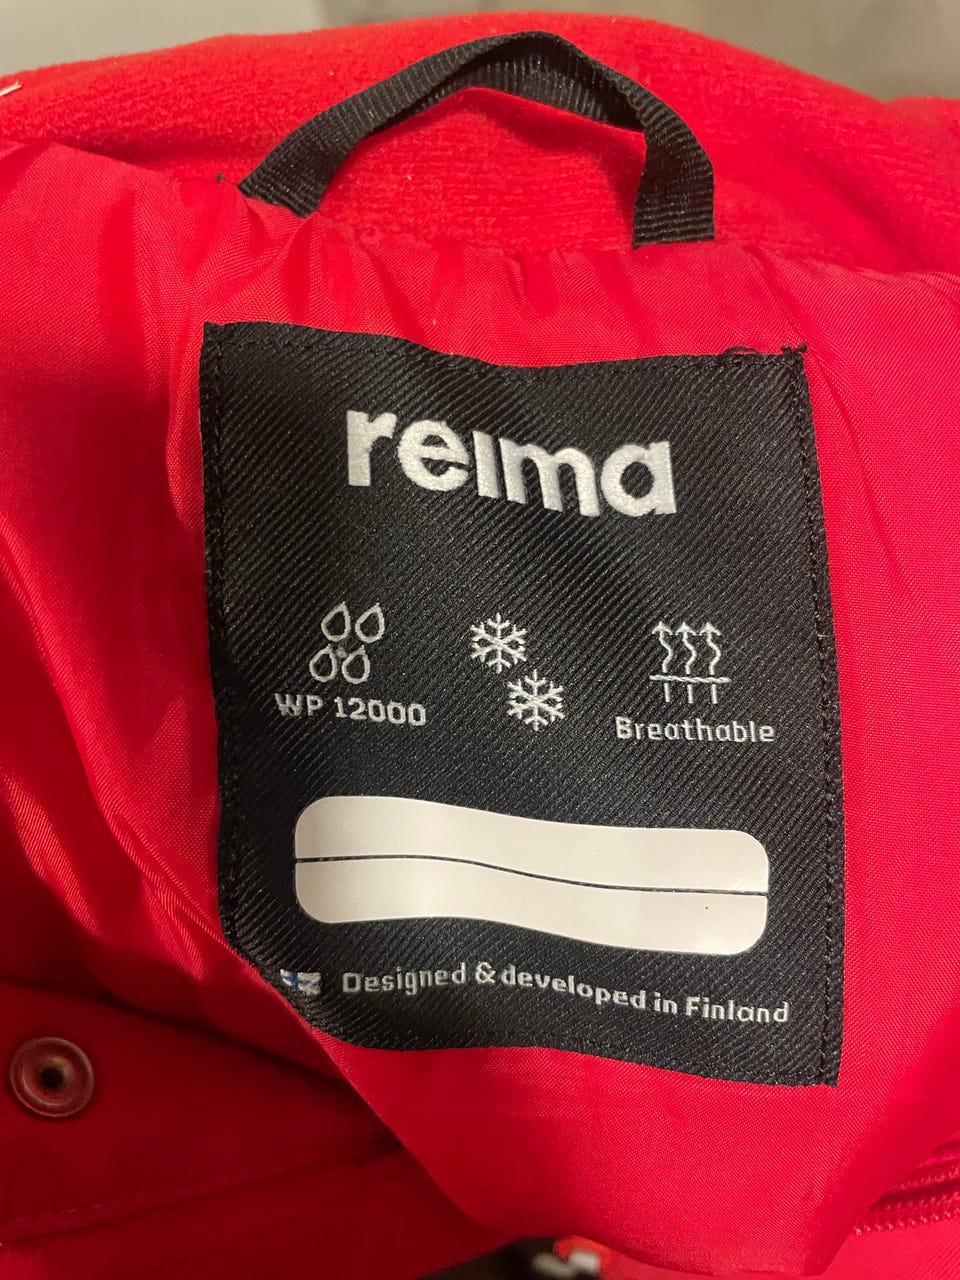 reima
WP 12000
Breathable
Designed & developed in Finland